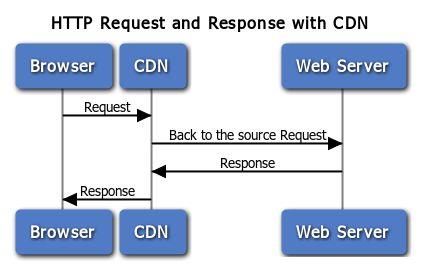 HTTP Request and Response with CDN
Browser CDN Web Server
Request
Back to the source Request
Response
Response
Browser CDN Web Server